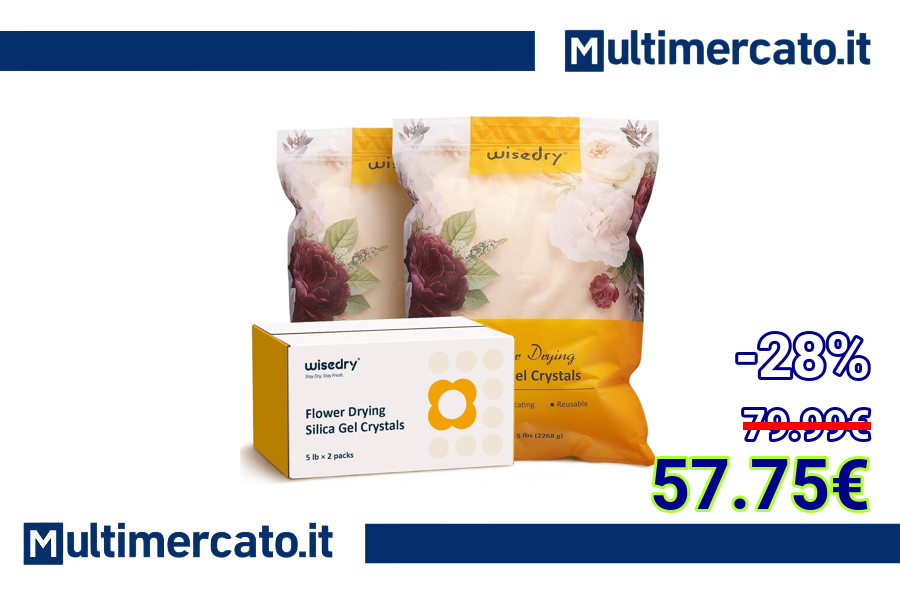 Multimercato.it
wisedry
wisedry
Drying
Gel Crystals
Reusable
5 lbs (2268 g)
wisedry
Stay Dry, Stay Fresh.
Flower Drying
Silica Gel Crystals
5 lb × 2 packs
-28%
79.99€
57.75€
Multimercato.it